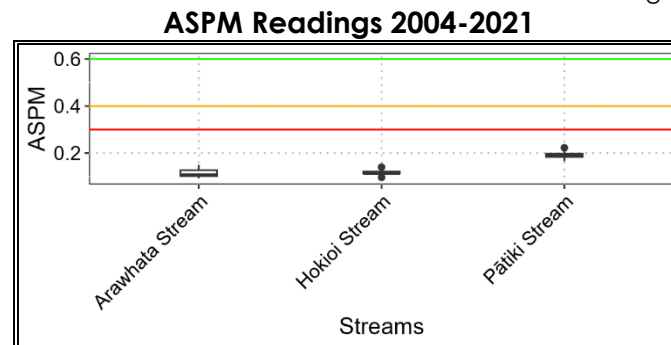 ASPM Readings 2004-2021
0.6
0.4
0.2
ASPM
Arawhata Stream
Hokioi Stream
Pātiki Stream
Streams